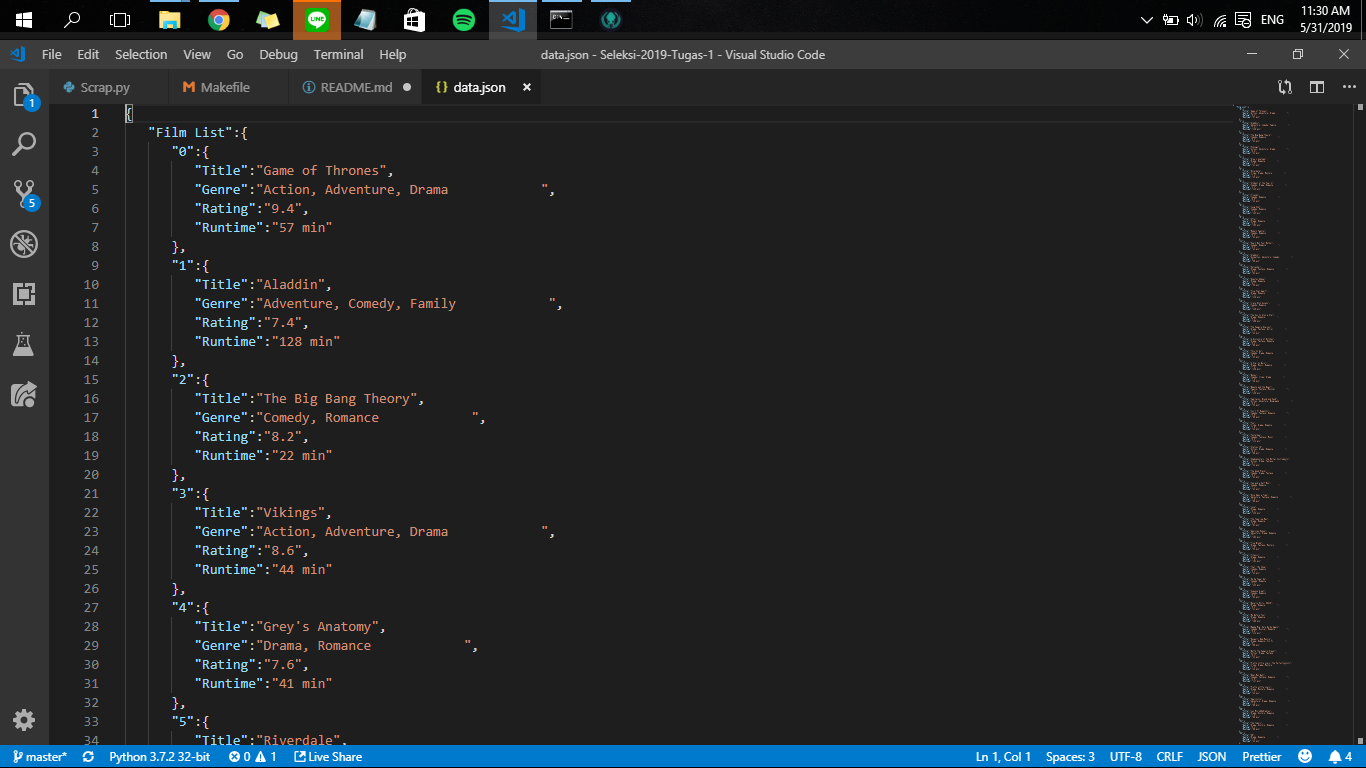 LINE
ENG
11:30 AM
5/31/2019
File Edit Selection View Go Debug Terminal Help
data.json - Seleksi-2019-Tugas-1 - Visual Studio Code
Scrap.py
Makefile
README.md
data.json
1
5
1 {
2 "Film List":{
3 "0":{
4 "Title":"Game of Thrones",
5 "Genre":"Action, Adventure, Drama            ",
6 "Rating":"9.4",
7 "Runtime":"57 min"
8 },
9 "1":{
10 "Title":"Aladdin",
11 "Genre":"Adventure, Comedy, Family            ",
12 "Rating":"7.4",
13 "Runtime":"128 min"
14 },
15 "2":{
16 "Title":"The Big Bang Theory",
17 "Genre":"Comedy, Romance            ",
18 "Rating":"8.2",
19 "Runtime":"22 min"
20 },
21 "3":{
22 "Title":"Vikings",
23 "Genre":"Action, Adventure, Drama            ",
24 "Rating":"8.6",
25 "Runtime":"44 min"
26 },
27 "4":{
28 "Title":"Grey's Anatomy",
29 "Genre":"Drama, Romance            ",
30 "Rating":"7.6",
31 "Runtime":"41 min"
32 },
33 "5":{
34 "Title":"Riverdale",
master* Python 3.7.2 32-bit 0 1 Live Share
Ln 1, Col 1 Spaces: 3 UTF-8 CRLF JSON Prettier 4